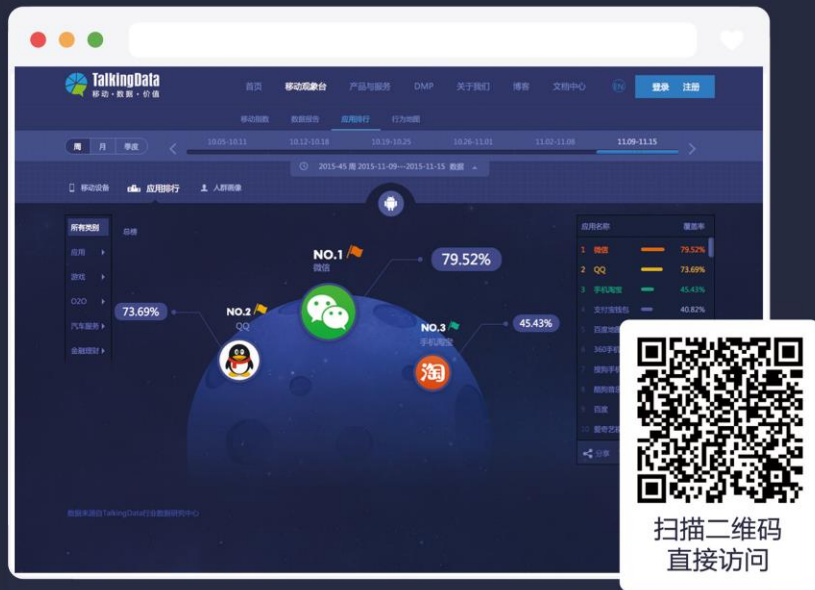 TalkingData
移动·数据·价值
首页 移动观象台 产品与服务 DMP 关于我们 博客 文档中心 EN 登录 注册
移动指数 数据报告 应用排行 行为地图
周 月 季度
10.05-10.11 10.12-10.18 10.19-10.25 10.26-11.01 11.02-11.08 11.09-11.15
2015-45 周 2015-11-09---2015-11-15 数据
移动设备 应用排行 人群画像
所有类别
应用
游戏
O2O
汽车服务
金融理财
总榜
NO.1
微信
79.52%
NO.2
QQ
73.69%
NO.3
手机淘宝
45.43%
淘
应用名称 覆盖率
1 微信 79.52%
2 QQ 73.69%
3 手机淘宝 45.43%
4 支付宝钱包 40.82%
5 百度地图
6 360手机
7 搜狗手机
8 酷狗音乐
9 百度
10 爱奇艺
分享
数据来源自TalkingData行业数据研究中心
扫描二维码
直接访问